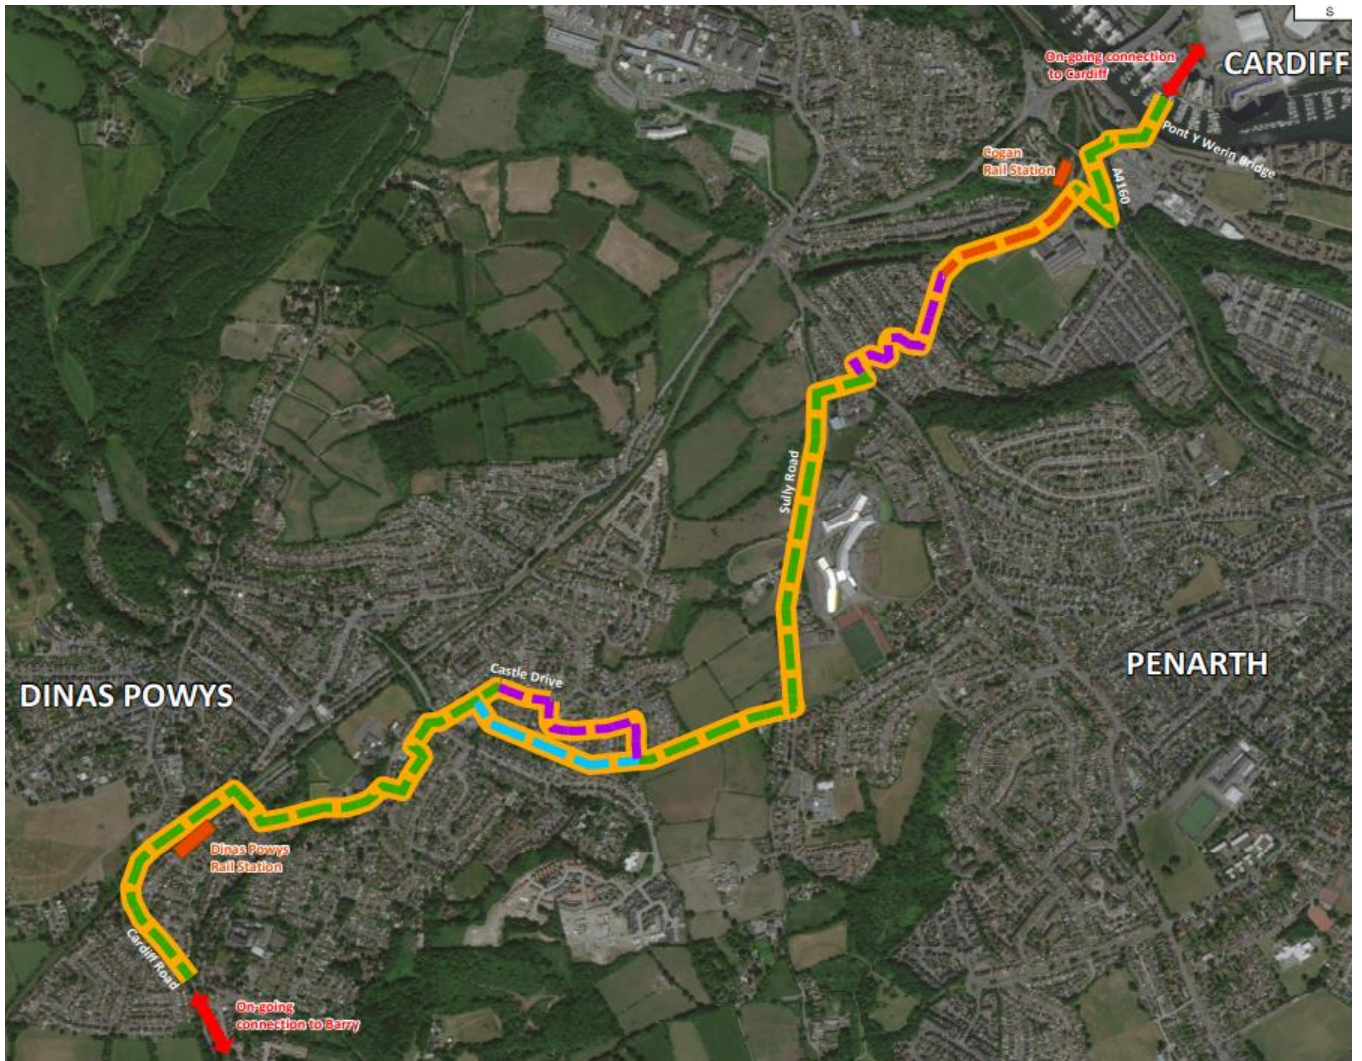 S
On-going connection
to Cardiff
CARDIFF
Pont Y Werin Bridge
Cogan
Rail Station
A4160
Sully Road
PENARTH
Castle Drive
DINAS POWYS
Dinas Powys
Rail Station
Cardiff Road
On-going
connection to Barry